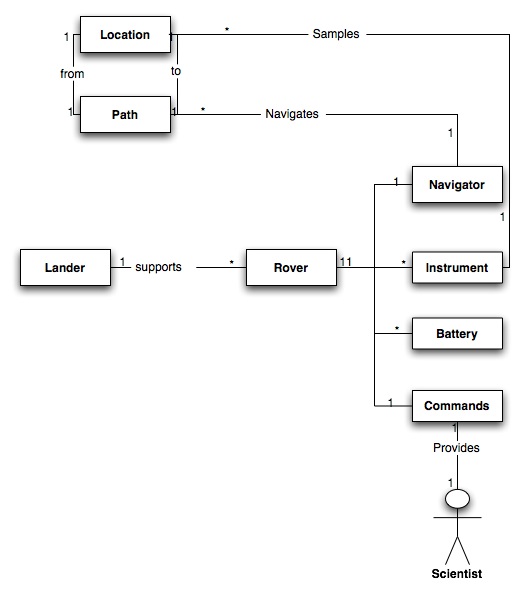 1 Location 1 * Samples
from to
1 Path 1 * Navigates
1
1 Navigator
1
Lander 1 supports * Rover 11 * Instrument
* Battery
1 Commands
1
Provides
1
Scientist